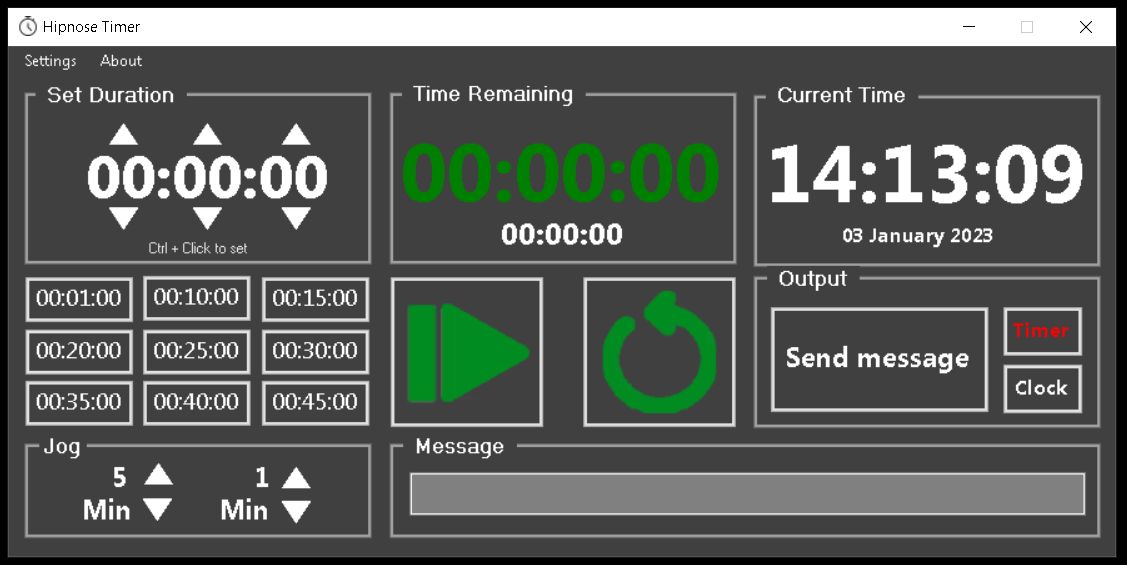 Hipnose Timer
Settings About
Set Duration
00:00:00
Ctrl + Click to set
Time Remaining
00:00:00
00:00:00
Current Time
14:13:09
03 January 2023
00:01:00 00:10:00 00:15:00
00:20:00 00:25:00 00:30:00
00:35:00 00:40:00 00:45:00
Output
Send message
Timer
Clock
Jog
5 1
Min Min
Message